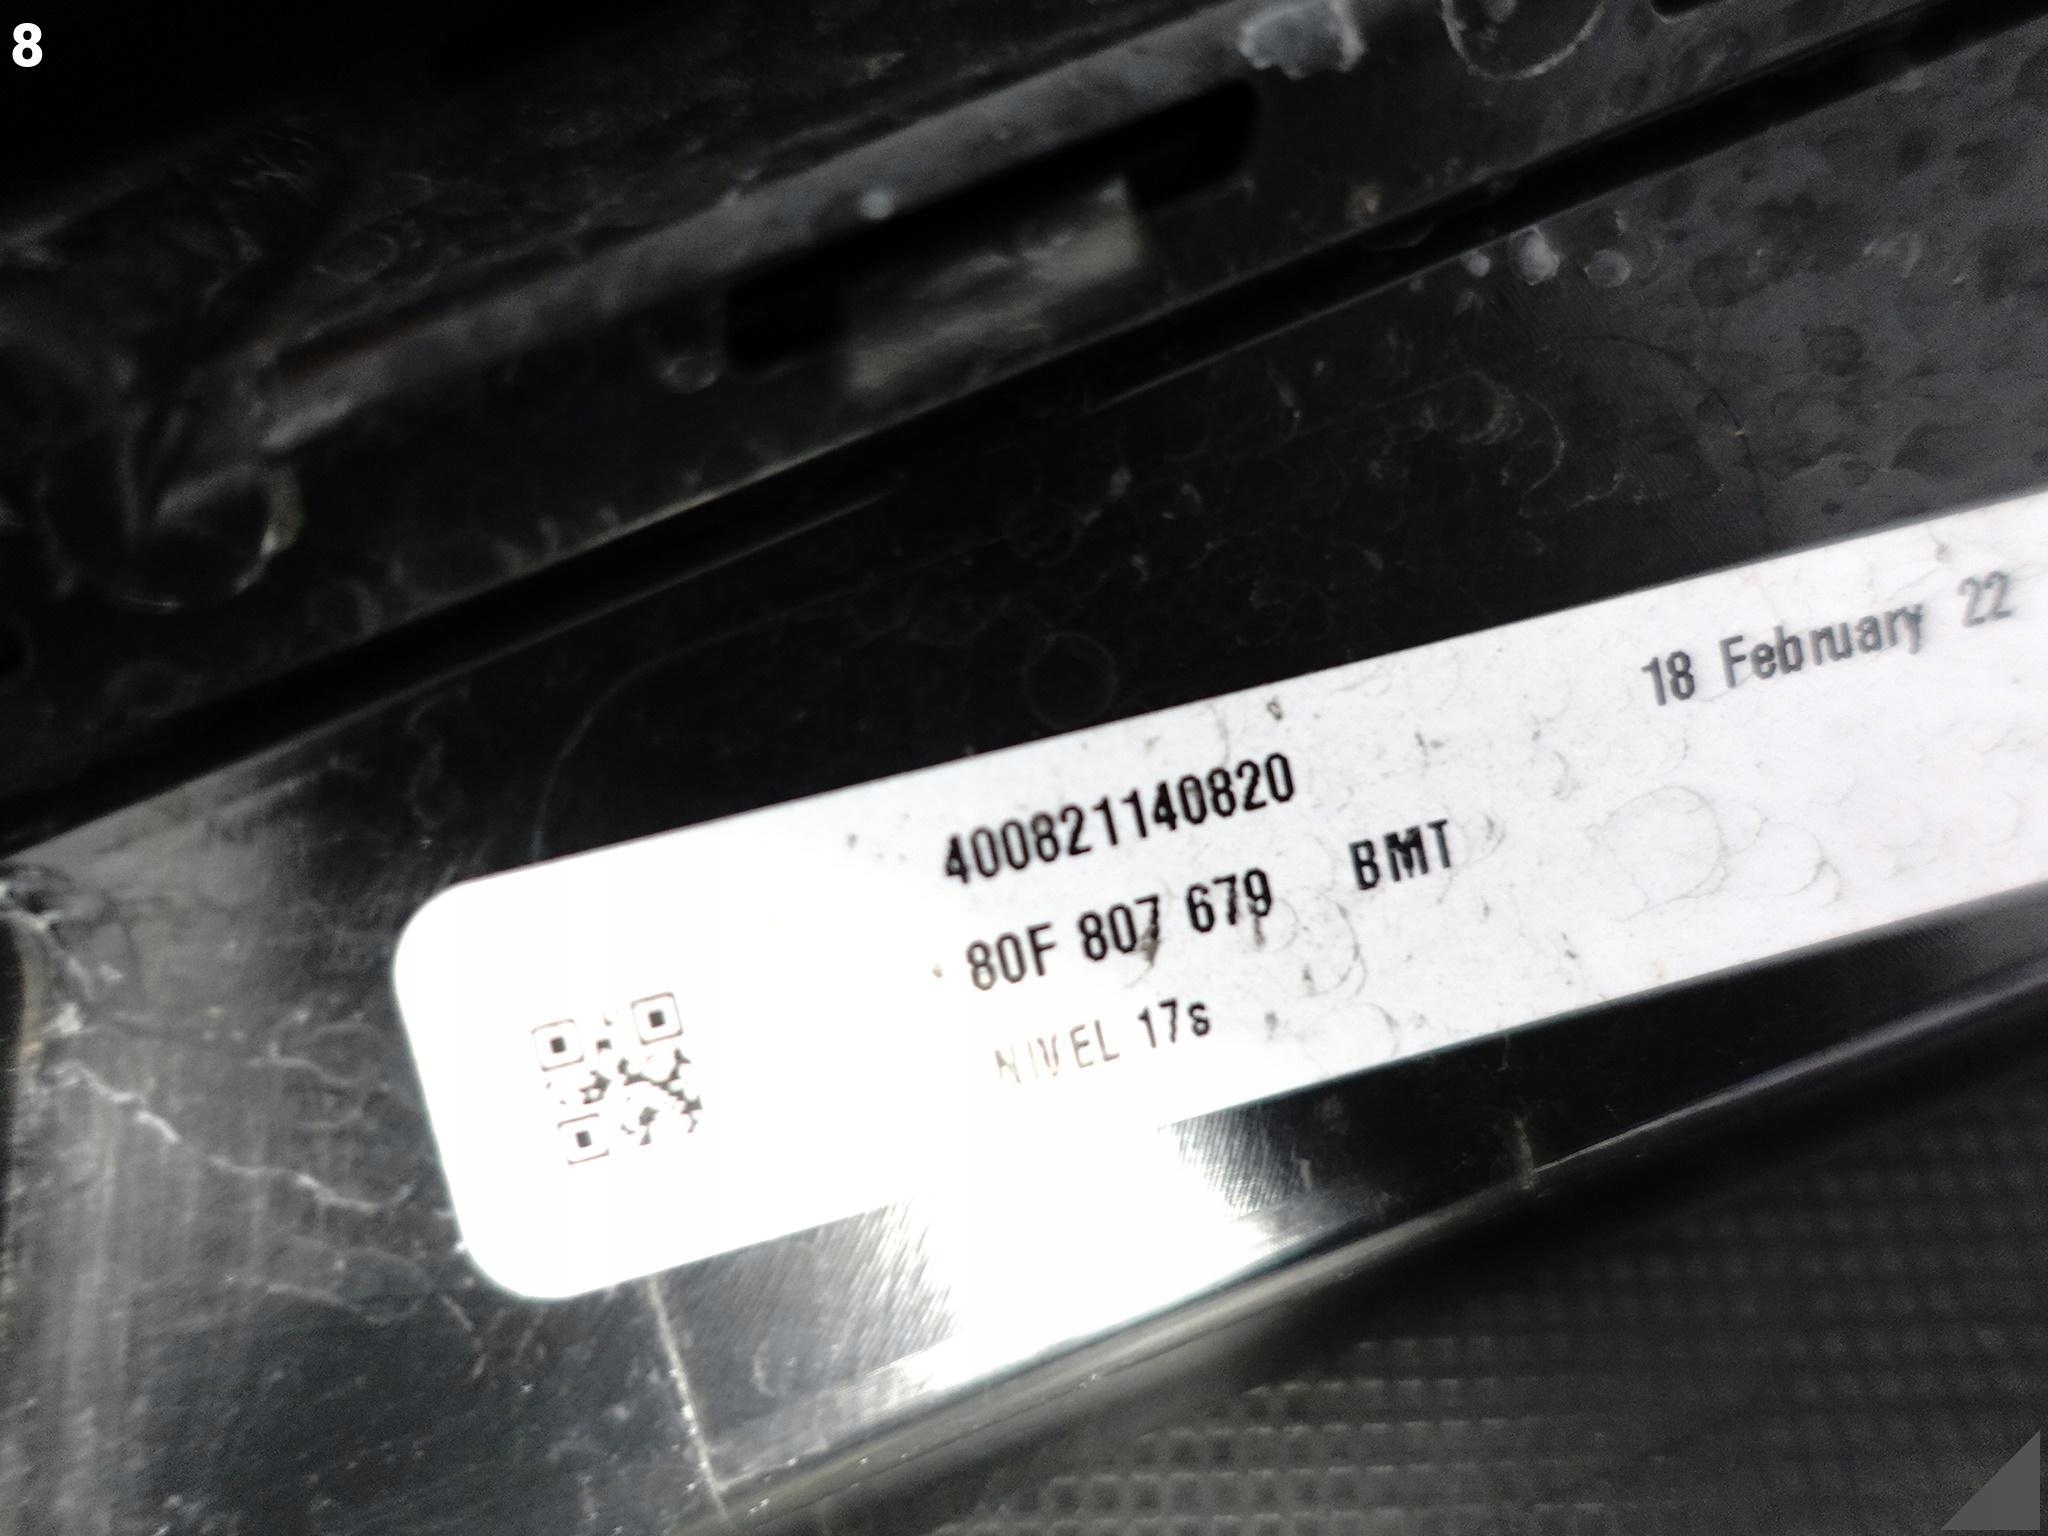 8
18 February 22
400821140820
80F 807 679 BMT
NIVEL 17s